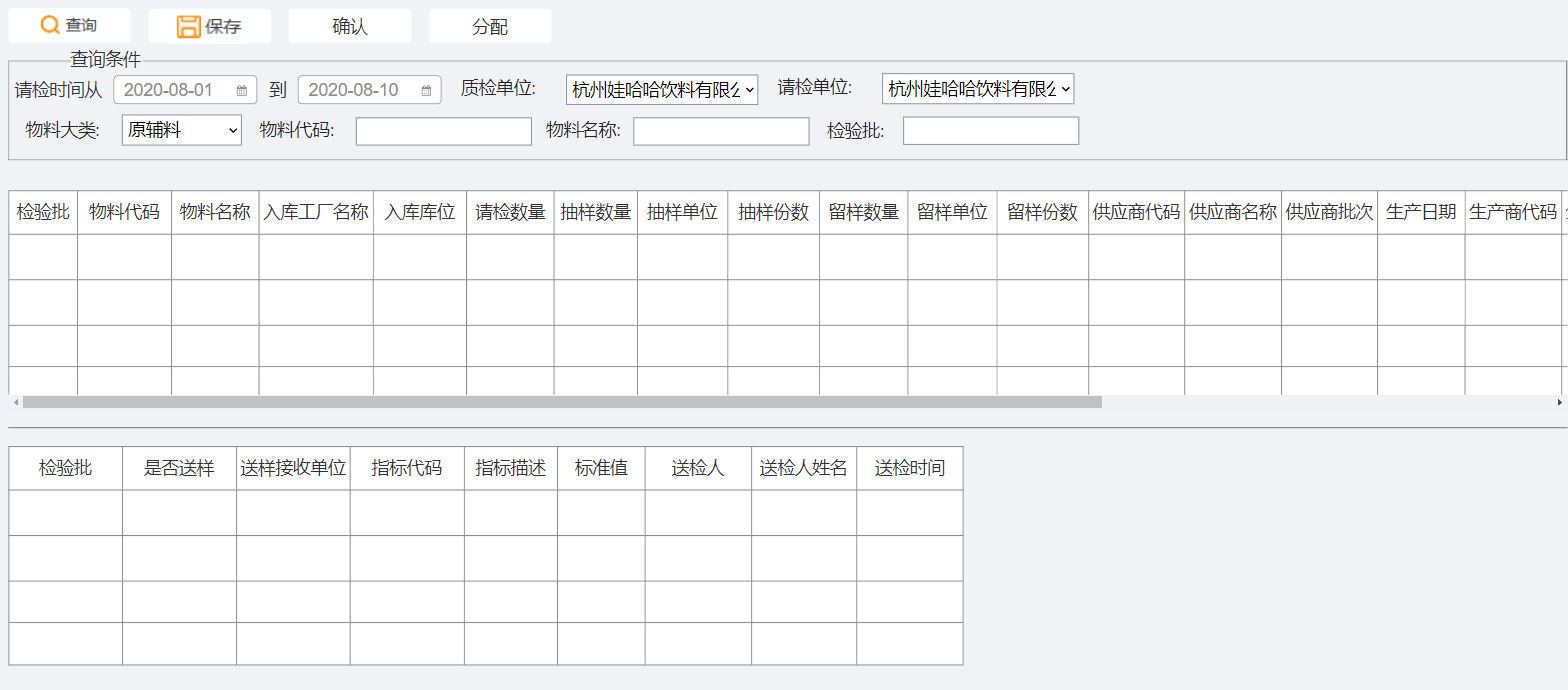 查询 保存 确认 分配
查询条件
请检时间从 2020-08-01 到 2020-08-10 质检单位: 杭州娃哈哈饮料有限公 请检单位: 杭州娃哈哈饮料有限公
物料大类: 原辅料 物料代码: 物料名称: 检验批:
检验批 物料代码 物料名称 入库工厂名称 入库库位 请检数量 抽样数量 抽样单位 抽样份数 留样数量 留样单位 留样份数 供应商代码 供应商名称 供应商批次 生产日期 生产商代码
检验批 是否送样 送样接收单位 指标代码 指标描述 标准值 送检人 送检人姓名 送检时间